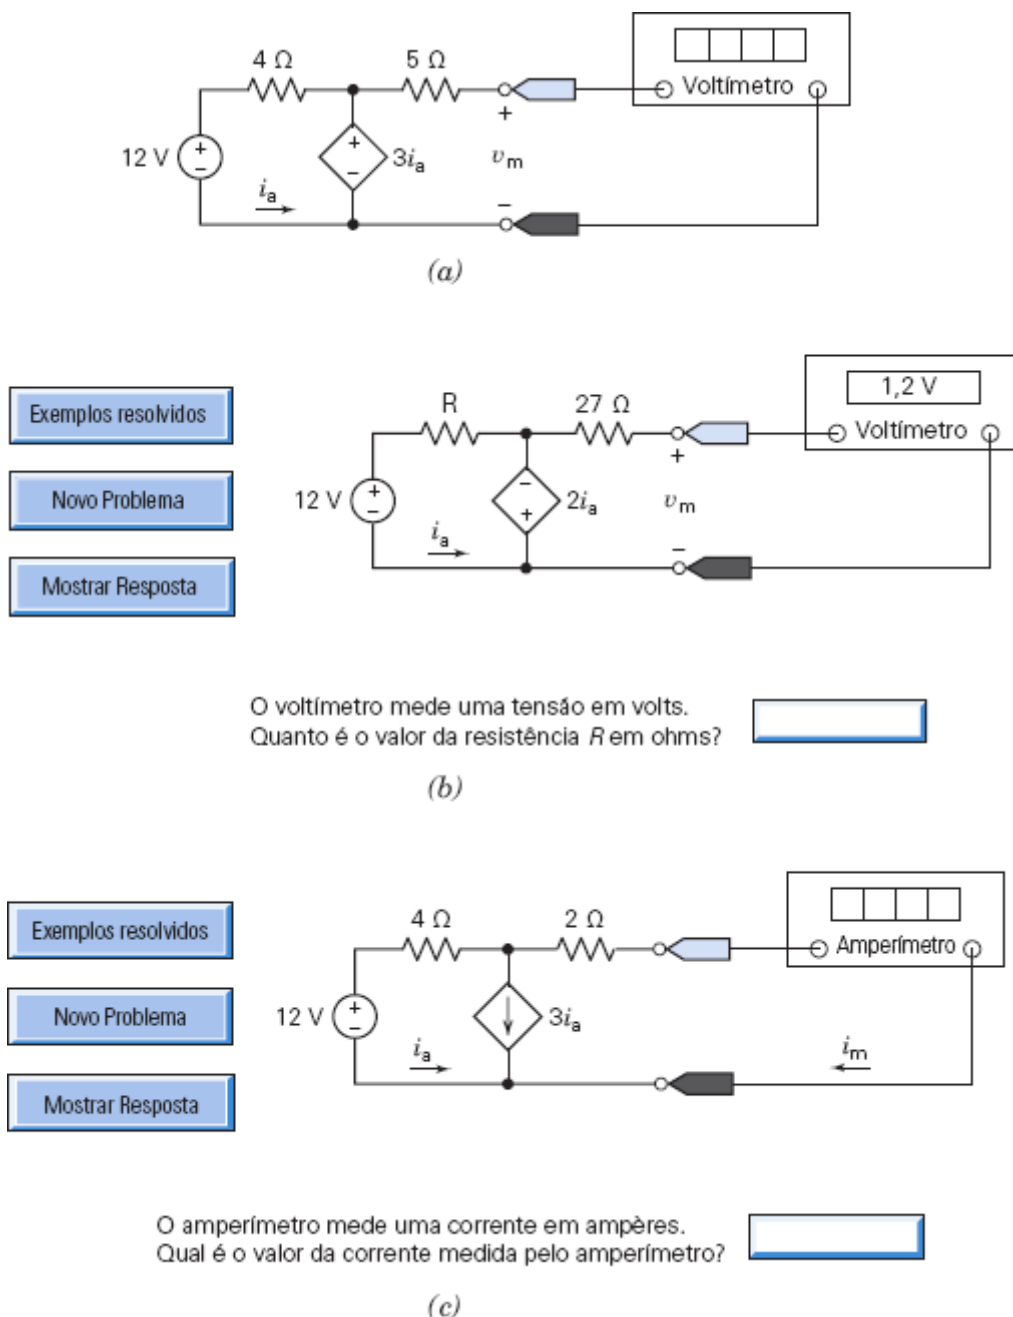 4 Ω 5 Ω
Voltímetro
12 V + − + − 3i_a + v_m −
i_a
(a)
Exemplos resolvidos
Novo Problema
Mostrar Resposta
1,2 V
R 27 Ω
Voltímetro
12 V + − − + 2i_a + v_m −
i_a
O voltímetro mede uma tensão em volts.
Quanto é o valor da resistência R em ohms?
(b)
Exemplos resolvidos
Novo Problema
Mostrar Resposta
4 Ω 2 Ω
Amperímetro
12 V + − 3i_a
i_a i_m
O amperímetro mede uma corrente em ampères.
Qual é o valor da corrente medida pelo amperímetro?
(c)